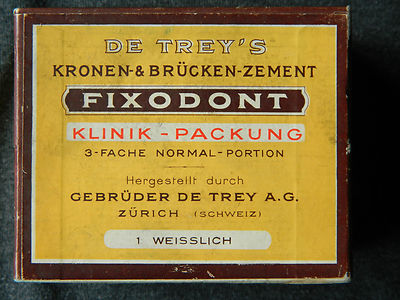 DE TREY'S
KRONEN-& BRÜCKEN-ZEMENT
FIXODONT
KLINIK-PACKUNG
3-FACHE NORMAL-PORTION
Hergestellt durch
GEBRÜDER DE TREY A.G.
ZÜRICH (SCHWEIZ)
1 WEISSLICH